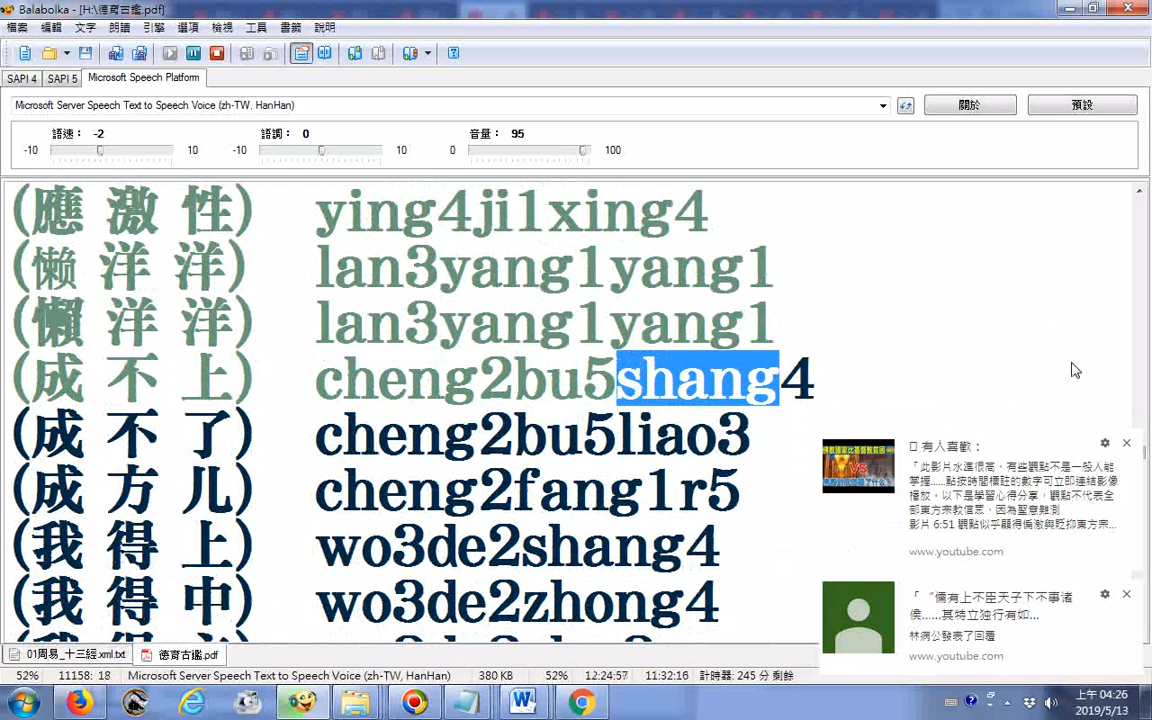 Balabolka - [H:\德育古鑑.pdf]
檔案 編輯 文字 朗讀 引擎 選項 檢視 工具 書籤 說明
SAPI 4 SAPI 5 Microsoft Speech Platform
Microsoft Server Speech Text to Speech Voice (zh-TW, HanHan)
關於 預設
語速： -2 語調： 0 音量： 95
-10 10 -10 10 0 100
(應 激 性) ying4ji1xing4
(懒 洋 洋) lan3yang1yang1
(懶 洋 洋) lan3yang1yang1
(成 不 上) cheng2bu5shang4
(成 不 了) cheng2bu5liao3
(成 方 儿) cheng2fang1r5
(我 得 上) wo3de2shang4
(我 得 中) wo3de2zhong4
有人喜歡：
「此影片水準很高、有些觀點不是一般人能
掌握......點按時間標註的數字可立即連結影像
播放，以下是學習心得分享，觀點不代表全
部東方宗教信眾，因為聖意難測
影片 6:51 觀點似乎顯得偏激與貶抑東方宗...
www.youtube.com
「 “儒有上不臣天子下不事诸
侯......其特立独行有如...
林病公發表了回覆
www.youtube.com
01周易_十三經.xml.txt 德育古鑑.pdf
52% 11158: 18 Microsoft Server Speech Text to Speech Voice (zh-TW, HanHan) 380 KB 52% 12:24:57 11:32:16 計時器: 245 分 剩餘
上午 04:26
2019/5/13